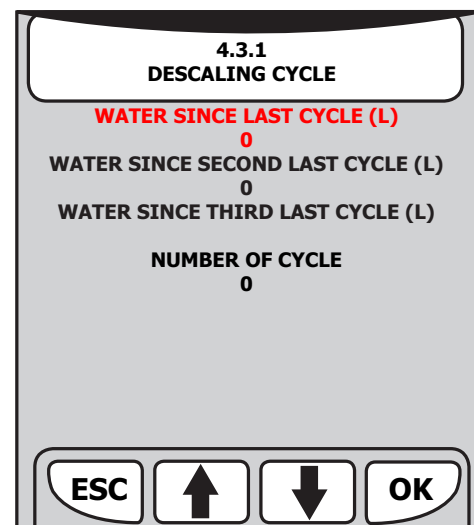 4.3.1
DESCALING CYCLE
WATER SINCE LAST CYCLE (L)
0
WATER SINCE SECOND LAST CYCLE (L)
0
WATER SINCE THIRD LAST CYCLE (L)
NUMBER OF CYCLE
0
ESC OK